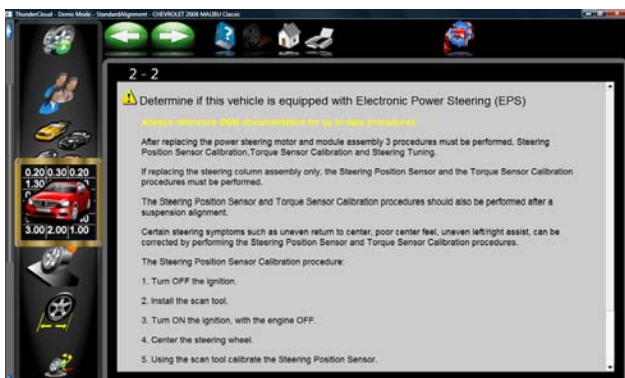 ThunderCloud - Demo Mode - StandardAlignment - CHEVROLET 2008 MALIBU Classic
2 - 2
Determine if this vehicle is equipped with Electronic Power Steering (EPS)
Always reference OEM documentation for up to date procedures.
After replacing the power steering motor and module assembly 3 procedures must be performed, Steering
Position Sensor Calibration,Torque Sensor Calibration and Steering Tuning.
If replacing the steering column assembly only, the Steering Position Sensor and the Torque Sensor Calibration
procedures must be performed.
The Steering Position Sensor and Torque Sensor Calibration procedures should also be performed after a
suspension alignment.
Certain steering symptoms such as uneven return to center, poor center feel, uneven left/right assist, can be
corrected by performing the Steering Position Sensor and Torque Sensor Calibration procedures.
The Steering Position Sensor Calibration procedure:
1. Turn OFF the ignition.
2. Install the scan tool.
3. Turn ON the ignition, with the engine OFF.
4. Center the steering wheel.
5. Using the scan tool calibrate the Steering Position Sensor.
0.20 0.30 0.20
1.30
3.00 2.00 1.00